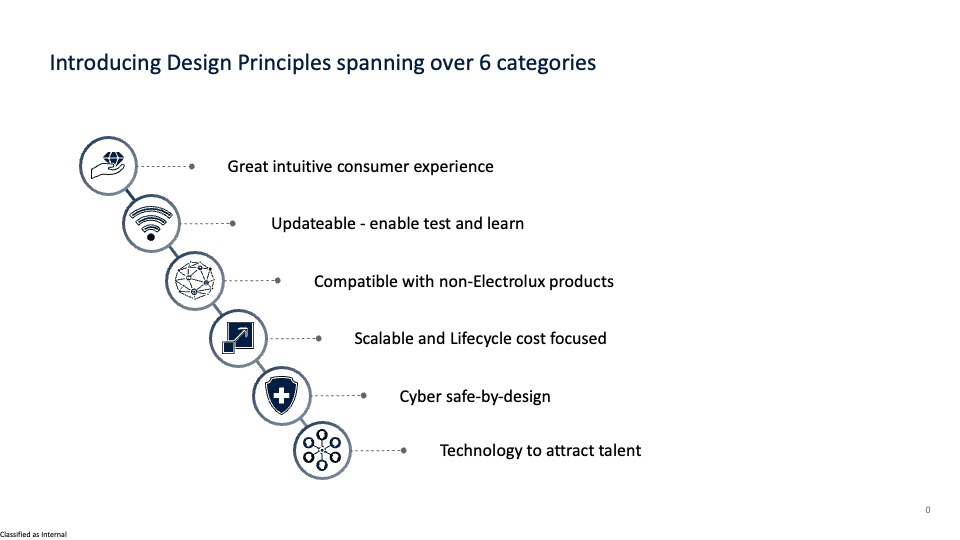 Introducing Design Principles spanning over 6 categories
Great intuitive consumer experience
Updateable - enable test and learn
Compatible with non-Electrolux products
Scalable and Lifecycle cost focused
Cyber safe-by-design
Technology to attract talent
0
Classified as Internal